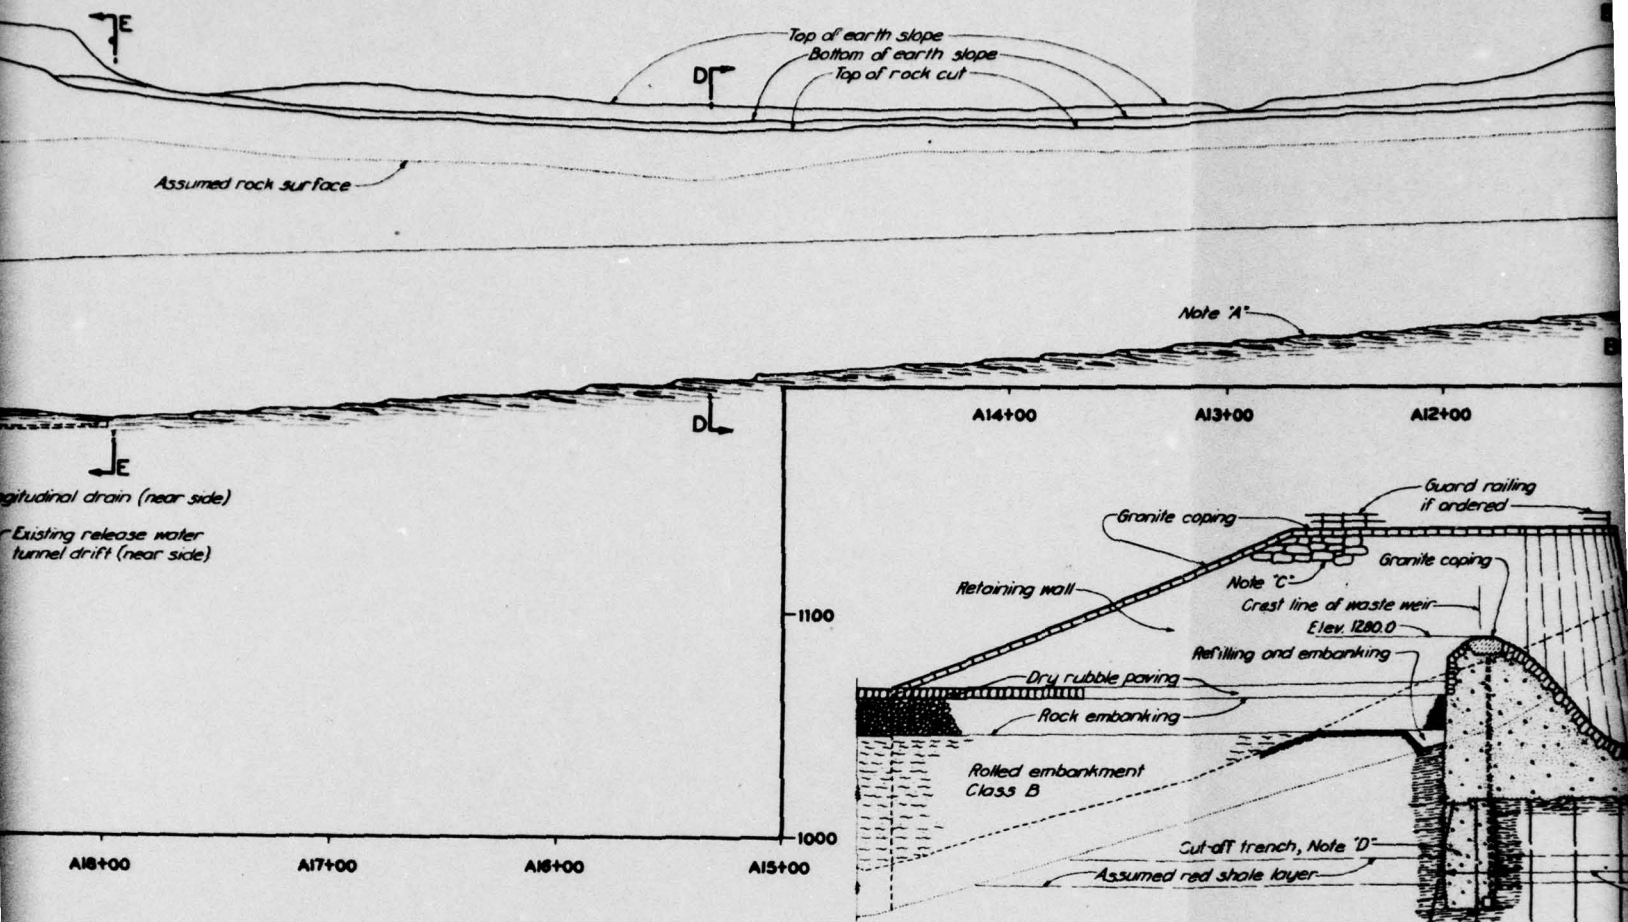 E
Top of earth slope
Bottom of earth slope
D
Top of rock cut
Assumed rock surface
Note "A"
D
E
A14+00
A13+00
A12+00
gitudinal drain (near side)
Existing release water
tunnel drift (near side)
Guard railing
if ordered
Granite coping
Granite coping
Note "C"
Retaining wall
Crest line of waste weir
1100
Elev. 1280.0
Refilling and embanking
Dry rubble paving
Rock embanking
Rolled embankment
Class B
1000
Cut-off trench, Note "D"
Assumed red shale layer
A18+00
A17+00
A16+00
A15+00